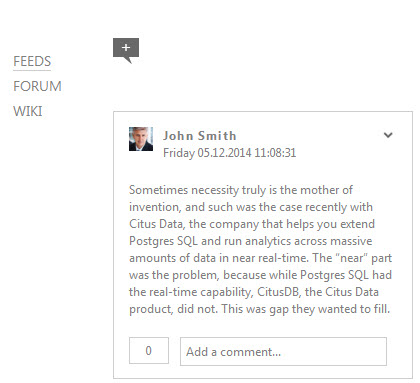 +
FEEDS
FORUM
WIKI
John Smith
Friday 05.12.2014 11:08:31
Sometimes necessity truly is the mother of
invention, and such was the case recently with
Citus Data, the company that helps you extend
Postgres SQL and run analytics across massive
amounts of data in near real-time. The “near” part
was the problem, because while Postgres SQL had
the real-time capability, CitusDB, the Citus Data
product, did not. This was gap they wanted to fill.
0
Add a comment...